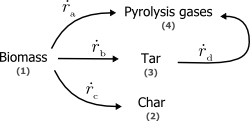 ṙa
Pyrolysis gases
(4)
Biomass
(1)
ṙb
Tar
(3)
ṙd
ṙc
Char
(2)